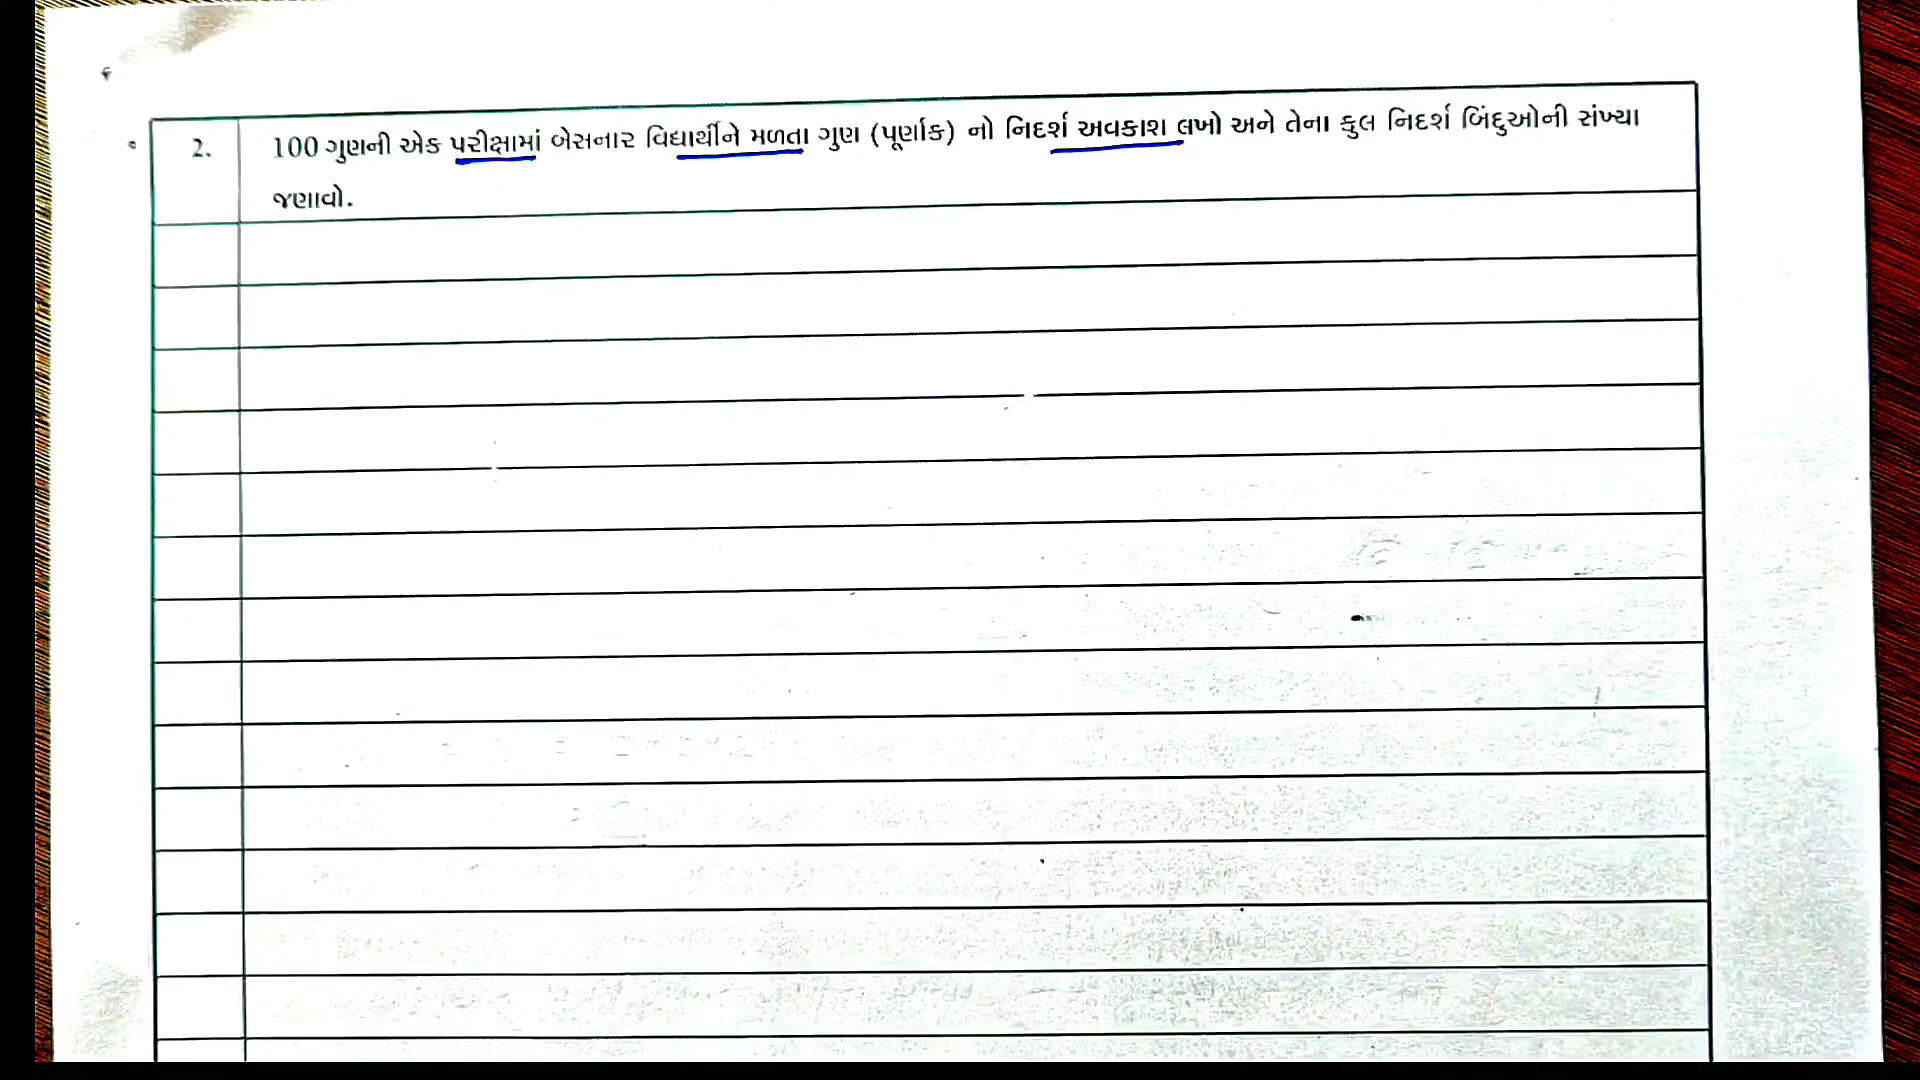 2. 100 ગુણની એક પરીક્ષામાં બેસનાર વિદ્યાર્થીને મળતા ગુણ (પૂર્ણાંક) નો નિદર્શ અવકાશ લખો અને તેના કુલ નિદર્શ બિંદુઓની સંખ્યા
જણાવો.